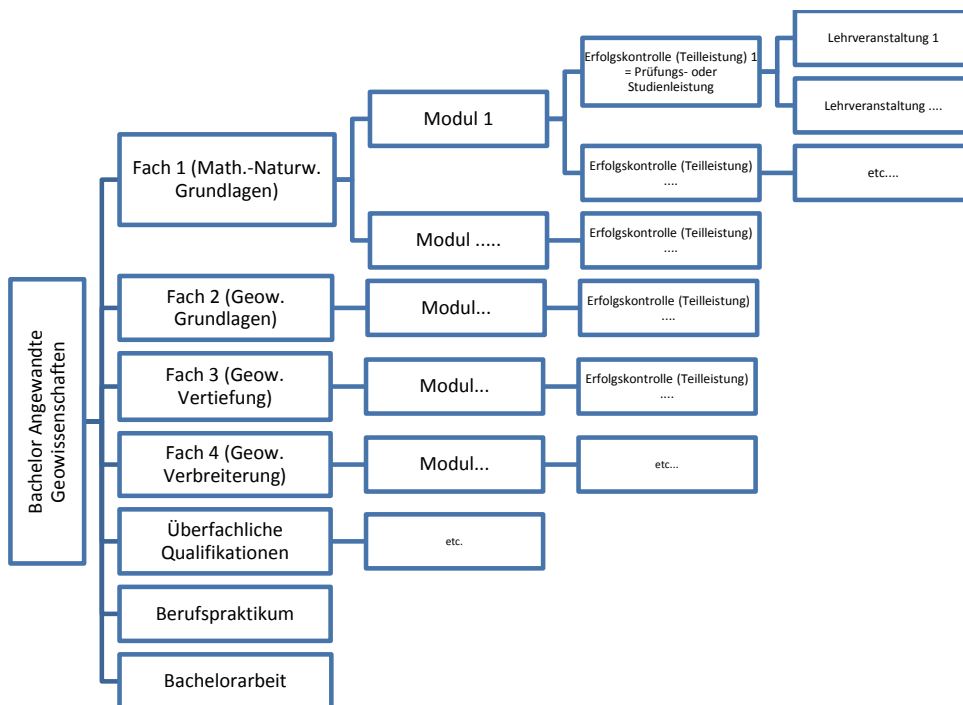 Bachelor Angewandte
Geowissenschaften
Fach 1 (Math.-Naturw.
Grundlagen)
Modul 1
Erfolgskontrolle (Teilleistung) 1
= Prüfungs- oder
Studienleistung
Lehrveranstaltung 1
Lehrveranstaltung ....
Erfolgskontrolle (Teilleistung)
....
etc....
Modul .....
Erfolgskontrolle (Teilleistung)
....
Fach 2 (Geow.
Grundlagen)
Modul...
Erfolgskontrolle (Teilleistung)
....
Fach 3 (Geow.
Vertiefung)
Modul...
Erfolgskontrolle (Teilleistung)
....
Fach 4 (Geow.
Verbreiterung)
Modul...
etc...
Überfachliche
Qualifikationen
etc.
Berufspraktikum
Bachelorarbeit